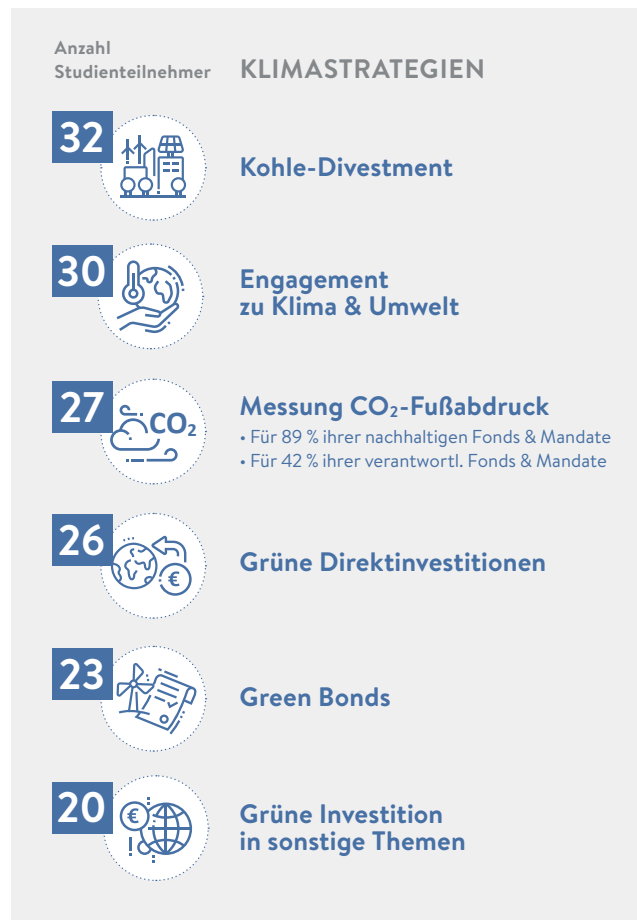 Anzahl
Studienteilnehmer
KLIMASTRATEGIEN
32
Kohle-Divestment
30
Engagement
zu Klima & Umwelt
27
CO₂
Messung CO₂-Fußabdruck
• Für 89 % ihrer nachhaltigen Fonds & Mandate
• Für 42 % ihrer verantwortl. Fonds & Mandate
26
€
Grüne Direktinvestitionen
23
Green Bonds
20
€
Grüne Investition
in sonstige Themen